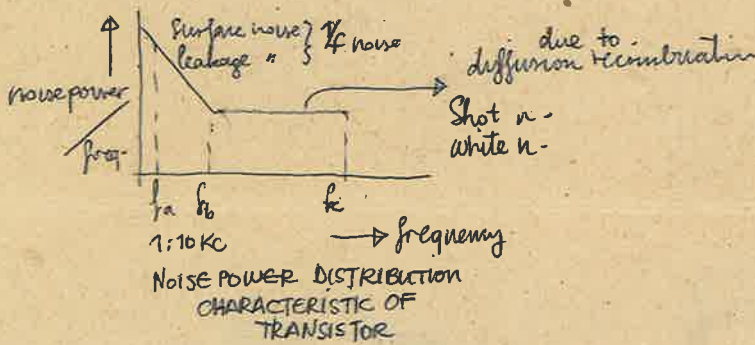 Surface noise } 1/f noise
leakage "
noise power
/ freq.
due to
diffusion recombination
Shot n-
white n-
fa fb fc
1:10 KC
frequency
NOISE POWER DISTRIBUTION
CHARACTERISTIC OF
TRANSISTOR